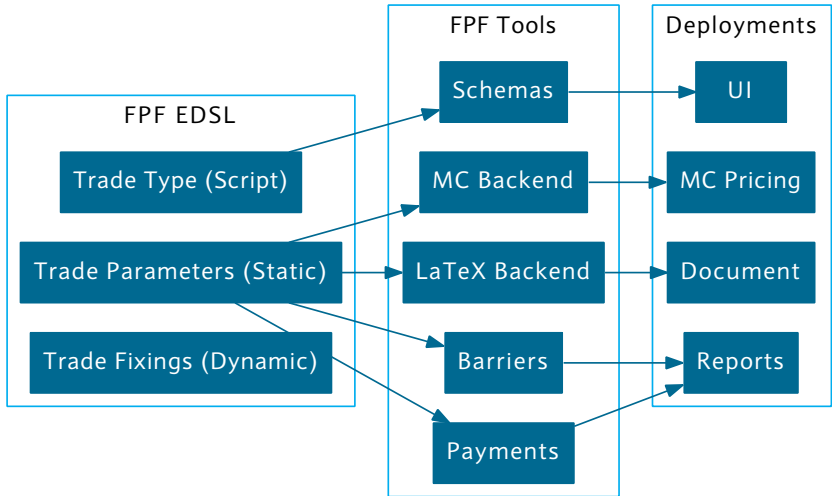 FPF EDSL
Trade Type (Script)
Trade Parameters (Static)
Trade Fixings (Dynamic)
FPF Tools
Schemas
MC Backend
LaTeX Backend
Barriers
Payments
Deployments
UI
MC Pricing
Document
Reports